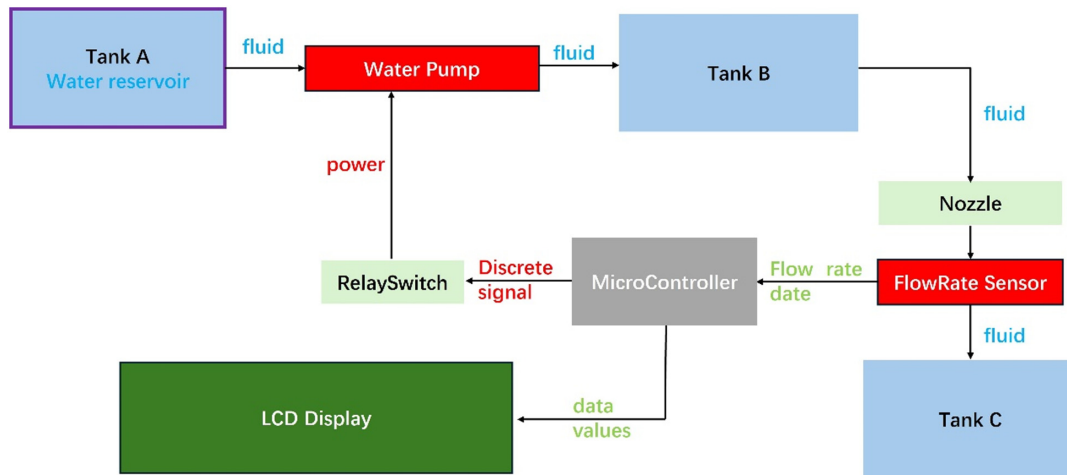 Tank A
Water reservoir
fluid
Water Pump
fluid
Tank B
fluid
power
Nozzle
RelaySwitch
Discrete
signal
MicroController
Flow rate
date
FlowRate Sensor
fluid
LCD Display
data
values
Tank C